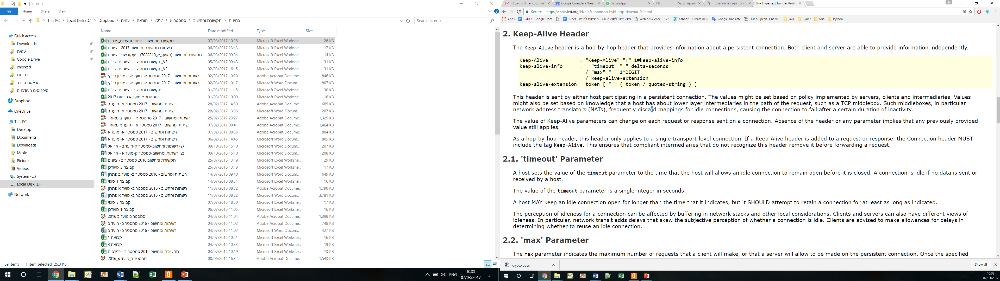 בחינות
File
Home
Share
View
This PC
Local Disk (D:)
Dropbox
עמית
הוראה
2017
סמסטר א
תקשורת ומחשוב
בחינות
Search בחינות
Name
Date modified
Type
Size
Quick access
Downloads
עמית
Google Drive
checked
בחינות
הרצאת סייבר
סילבוסים מעודכנים
Dropbox
OneDrive
This PC
Desktop
Documents
Downloads
Music
Pictures
Videos
System (C:)
Local Disk (D:)
Network
תקשורת ומחשוב - ציוני תרגילים_פרסום 07/03/2017 10:28 Microsoft Excel Workshe... 26 KB
רשתות תקשורת ומחשוב 2017 - ציונים 06/03/2017 23:43 Microsoft Excel Workshe... 17 KB
תקשורת ומחשוב (תשעז_א_7028310) - יעקובשוילי ציונים 06/03/2017 09:34 Microsoft Excel Workshe... 14 KB
תקשורת ומחשוב - ציוני תרגילים_V3 05/03/2017 09:43 Microsoft Excel Workshe... 31 KB
תקשורת ומחשוב - ציוני תרגילים_V2 02/03/2017 16:15 Microsoft Excel Workshe... 31 KB
רשתות ומחשוב - 2017 סמסטר א- מועד א - פתרון חלקי 02/03/2017 10:20 Adobe Acrobat Docume... 846 KB
רשתות ומחשוב - 2017 סמסטר א- מועד א - פתרון חלקי 02/03/2017 10:17 Microsoft Word Docum... 807 KB
תקשורת ומחשוב - ציוני תרגילים 01/03/2017 11:15 Microsoft Excel Workshe... 30 KB
סמסטר א מועד א פרסום 2017 01/03/2017 10:00 Microsoft Excel Workshe... 16 KB
רשתות ומחשוב - 2017 סמסטר א- מועד ב 28/02/2017 14:50 Adobe Acrobat Docume... 685 KB
רשתות ומחשוב - 2017 סמסטר א- מועד ב 28/02/2017 13:36 Microsoft Word Docum... 207 KB
רשתות ומחשוב - 2017 סמסטר א - מועד ב מאוחד 25/02/2017 23:27 Adobe Acrobat Docume... 1,329 KB
רשתות ומחשוב - 2017 סמסטר א - מועד א מאוחד 07/02/2017 08:41 Adobe Acrobat Docume... 1,464 KB
רשתות ומחשוב - 2017 סמסטר א- מועד א 07/02/2017 08:35 Adobe Acrobat Docume... 804 KB
רשתות ומחשוב - 2017 סמסטר א- מועד א 06/02/2017 14:45 Microsoft Word Docum... 805 KB
רשתות ומחשוב-סמסטר ק-מועד ב - אריאל (2) 09/10/2016 15:10 Microsoft Word Docum... 207 KB
רשתות ומחשוב-סמסטר ק-מועד א - אריאל (2) 09/10/2016 15:10 Microsoft Word Docum... 208 KB
תקשורת ומחשוב 2016 סמסטר ב - ציונים 25/07/2016 13:19 Microsoft Excel Workshe... 29 KB
קבוצה 3_מעודכן 25/07/2016 13:18 Microsoft Excel Workshe... 17 KB
רשתות ומחשוב - 2016 סמסטר ב- מועד ב פתרון 14/07/2016 09:40 Microsoft Word Docum... 649 KB
קבוצה 1_סופי 14/07/2016 08:31 Microsoft Excel Workshe... 16 KB
רשתות ומחשוב - 2016 סמסטר ב- מועד א פתרון 11/07/2016 08:32 Adobe Acrobat Docume... 1,790 KB
רשתות ומחשוב - 2016 סמסטר ב- מועד א פתרון 11/07/2016 08:32 Microsoft Word Docum... 3,781 KB
קבוצה 3_סופי 07/07/2016 18:50 Microsoft Excel Workshe... 17 KB
קבוצה 1_מעודכן 06/07/2016 11:05 Microsoft Excel Workshe... 16 KB
סמסטר ב מועד ב 2016 04/07/2016 11:04 Adobe Acrobat Docume... 1,398 KB
רשתות ומחשוב - 2016 סמסטר ב- מועד ב 04/07/2016 11:02 Adobe Acrobat Docume... 748 KB
רשתות ומחשוב - 2016 סמסטר ב- מועד ב 04/07/2016 11:02 Microsoft Word Docum... 427 KB
קבוצה 1 04/07/2016 10:51 Microsoft Excel Workshe... 16 KB
קבוצה 3 04/07/2016 10:33 Microsoft Excel Workshe... 19 KB
תקשורת ומחשוב 2016 סמסטר ב - לפרסום 03/07/2016 10:19 Microsoft Excel Workshe... 13 KB
סמסטר ב_מועד א_2016 08/06/2016 16:32 Adobe Acrobat Docume... 1,543 KB
69 items 1 item selected 25.3 KB
ENG
10:33
07/03/2017
דואר נכנס - Gmail
Google Calendar - Week
WhatsApp
השיעורים שלי
קורס: תקשורת ומחשוב
Hypertext Transfer Proto
Secure
https://tools.ietf.org/id/draft-thomson-hybi-http-timeout-01.html
Apps
TODO - Google Docs
משימות למידה - Docs
מידע אישי למרצה
Web of Science - Plea
Kahoot! - Create new
Google Translate
LaTeX/Special Charac
java
Cyber
Mia
Python
2. Keep-Alive Header
The Keep-Alive header is a hop-by-hop header that provides information about a persistent connection. Both client and server are able to provide information independently.
Keep-Alive = "Keep-Alive" ":" 1#keep-alive-info
keep-alive-info = "timeout" "=" delta-seconds
/ "max" "=" 1*DIGIT
/ keep-alive-extension
keep-alive-extension = token [ "=" ( token / quoted-string ) ]
This header is sent by either host participating in a persistent connection. The values might be set based on policy implemented by servers, clients and intermediaries. Values
might also be set based on knowledge that a host has about lower layer intermediaries in the path of the request, such as a TCP middlebox. Such middleboxes, in particular
network address translators (NATs), frequently discard mappings for idle connections, causing the connection to fail after a certain duration of inactivity.
The value of Keep-Alive parameters can change on each request or response sent on a connection. Absence of the header or any parameter implies that any previously provided
value still applies.
As a hop-by-hop header, this header only applies to a single transport-level connection. If a Keep-Alive header is added to a request or response, the Connection header MUST
include the tag Keep-Alive. This ensures that compliant intermediaries that do not recognize this header remove it before forwarding a request.
2.1. 'timeout' Parameter
A host sets the value of the timeout parameter to the time that the host will allows an idle connection to remain open before it is closed. A connection is idle if no data is sent or
received by a host.
The value of the timeout parameter is a single integer in seconds.
A host MAY keep an idle connection open for longer than the time that it indicates, but it SHOULD attempt to retain a connection for at least as long as indicated.
The perception of idleness for a connection can be affected by buffering in network stacks and other local considerations. Clients and servers can also have different views of
idleness. In particular, network transit adds delays that skew the subjective perception of whether a connection is idle. Clients are advised to make allowances for delays in
determining whether to reuse an idle connection.
2.2. 'max' Parameter
The max parameter indicates the maximum number of requests that a client will make, or that a server will allow to be made on the persistent connection. Once the specified
crypto.docx
Show all
10:33
07/03/2017